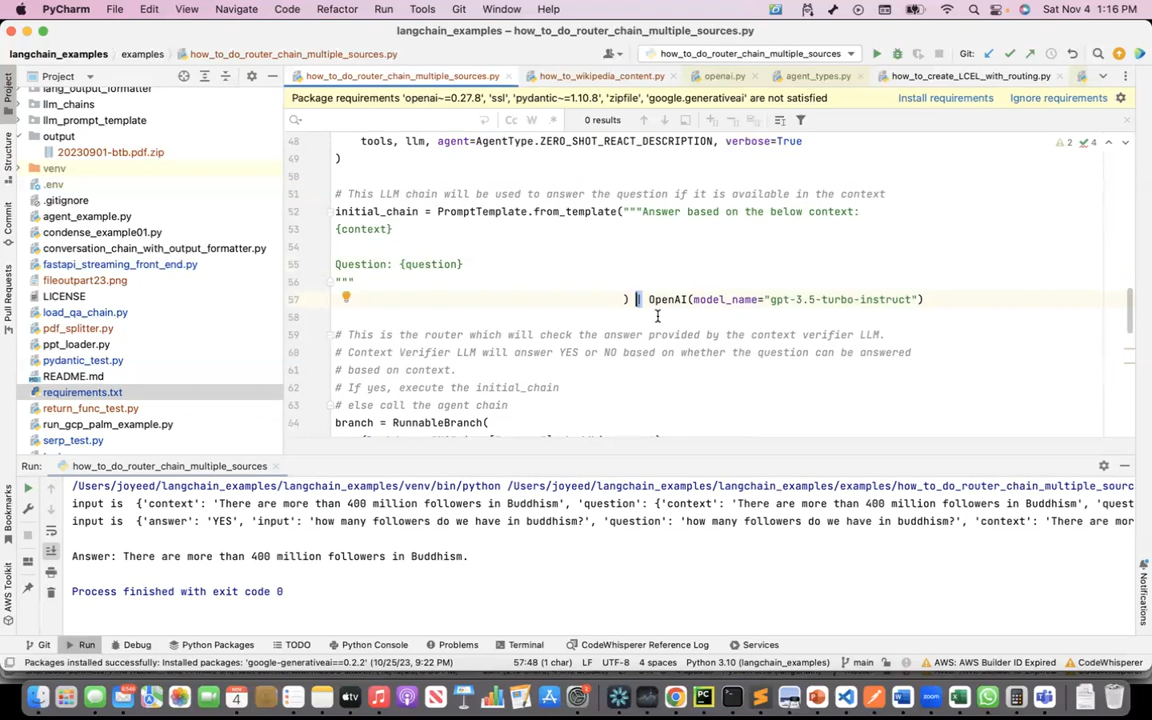 PyCharm File Edit View Navigate Code Refactor Run Tools Git Window Help Sat Nov 4 1:16 PM
langchain_examples – how_to_do_router_chain_multiple_sources.py
langchain_examples examples how_to_do_router_chain_multiple_sources.py how_to_do_router_chain_multiple_sources Git:
Project how_to_do_router_chain_multiple_sources.py how_to_wikipedia_content.py openai.py agent_types.py how_to_create_LCEL_with_routing.py
lang_output_formatter
Package requirements 'openai~=0.27.8', 'ssl', 'pydantic~=1.10.8', 'zipfile', 'google.generativeai' are not satisfied Install requirements Ignore requirements
llm_chains
llm_prompt_template
Cc W .* 0 results
output
20230901-btb.pdf.zip
venv
.env
.gitignore
agent_example.py
condense_example01.py
conversation_chain_with_output_formatter.py
fastapi_streaming_front_end.py
fileoutpart23.png
LICENSE
load_qa_chain.py
pdf_splitter.py
ppt_loader.py
pydantic_test.py
README.md
requirements.txt
return_func_test.py
run_gcp_palm_example.py
serp_test.py
Project
Structure
Commit
Pull Requests
Bookmarks
AWS Toolkit
Notifications
2 4
48 tools, llm, agent=AgentType.ZERO_SHOT_REACT_DESCRIPTION, verbose=True
49 )
50
51 # This LLM chain will be used to answer the question if it is available in the context
52 initial_chain = PromptTemplate.from_template("""Answer based on the below context:
53 {context}
54
55 Question: {question}
56 """
57 ) | OpenAI(model_name="gpt-3.5-turbo-instruct")
58
59 # This is the router which will check the answer provided by the context verifier LLM.
60 # Context Verifier LLM will answer YES or NO based on whether the question can be answered
61 # based on context.
62 # If yes, execute the initial_chain
63 # else call the agent chain
64 branch = RunnableBranch(
Run: how_to_do_router_chain_multiple_sources
/Users/joyeed/langchain_examples/langchain_examples/venv/bin/python /Users/joyeed/langchain_examples/langchain_examples/examples/how_to_do_router_chain_multiple_sourc
input is {'context': 'There are more than 400 million followers in Buddhism', 'question': {'context': 'There are more than 400 million followers in Buddhism', 'quest
input is {'answer': 'YES', 'input': 'how many followers do we have in buddhism?', 'question': 'how many followers do we have in buddhism?', 'context': 'There are mor
Answer: There are more than 400 million followers in Buddhism.
Process finished with exit code 0
Git Run Debug Python Packages TODO Python Console Problems Terminal CodeWhisperer Reference Log Services
Packages installed successfully: Installed packages: 'google-generativeai==0.2.2' (10/25/23, 9:22 PM) 57:48 (1 char) LF UTF-8 4 spaces Python 3.10 (langchain_examples) main AWS: AWS Builder ID Expired CodeWhisperer